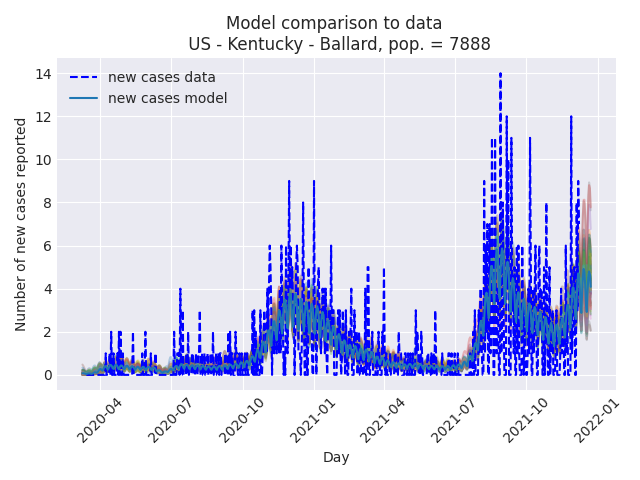 Model comparison to data
US - Kentucky - Ballard, pop. = 7888
new cases data
new cases model
Number of new cases reported
14
12
10
8
6
4
2
0
2020-04
2020-07
2020-10
2021-01
2021-04
2021-07
2021-10
2022-01
Day